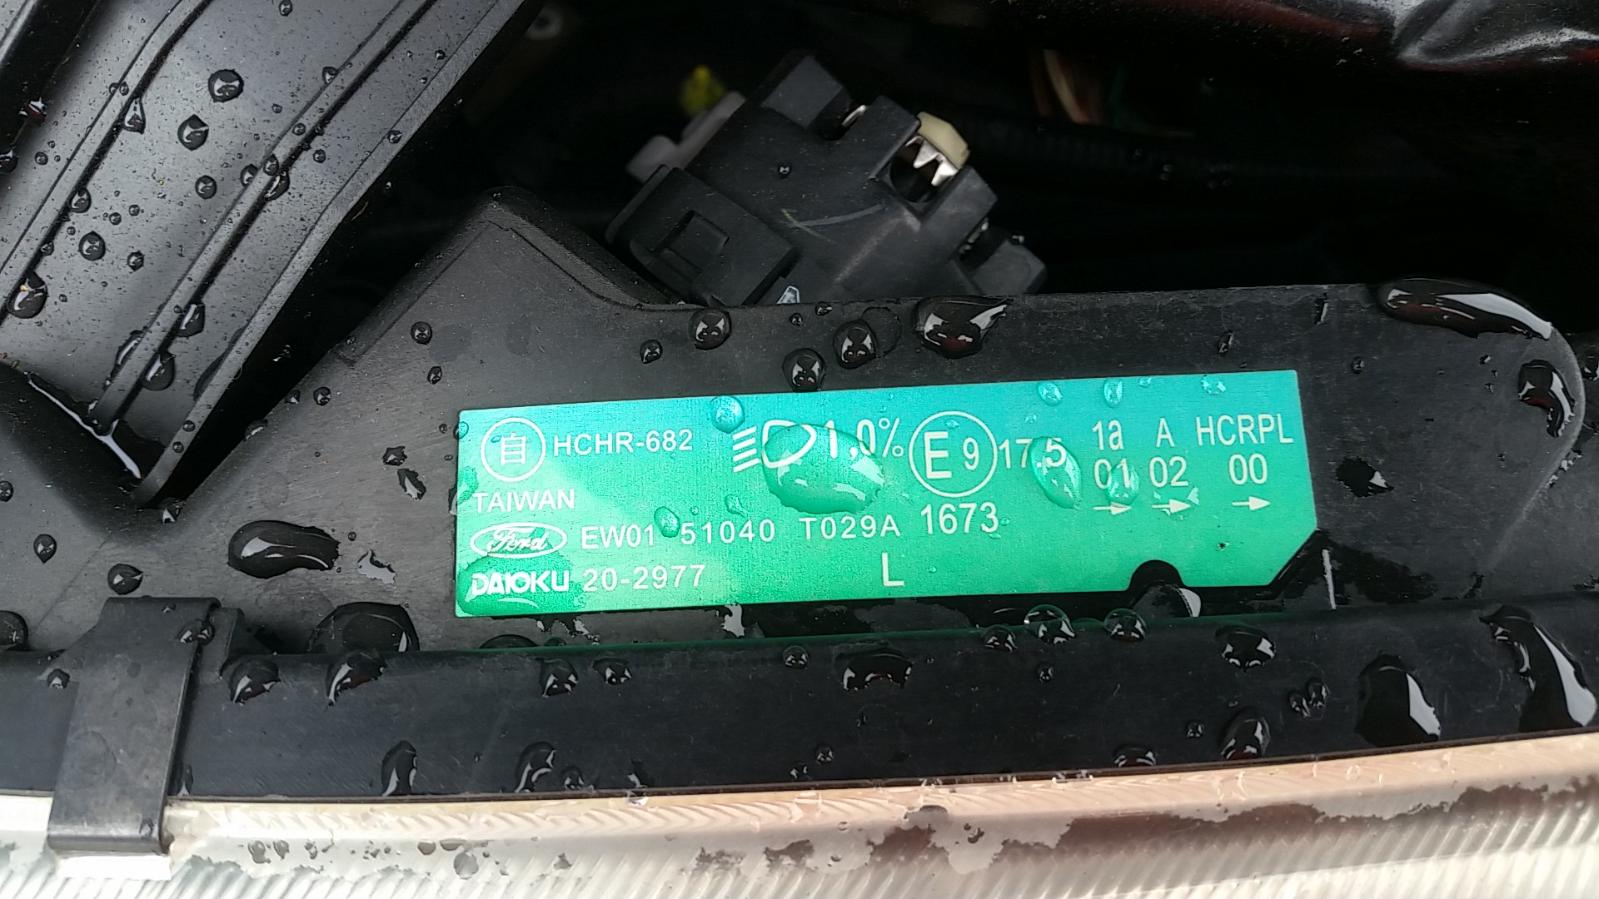 自 HCHR-682 1,0% E9 17,5 1a A HCRPL
01 02 00
TAIWAN
Ford EW01 51040 T029A 1673
DAIOKU 20-2977 L